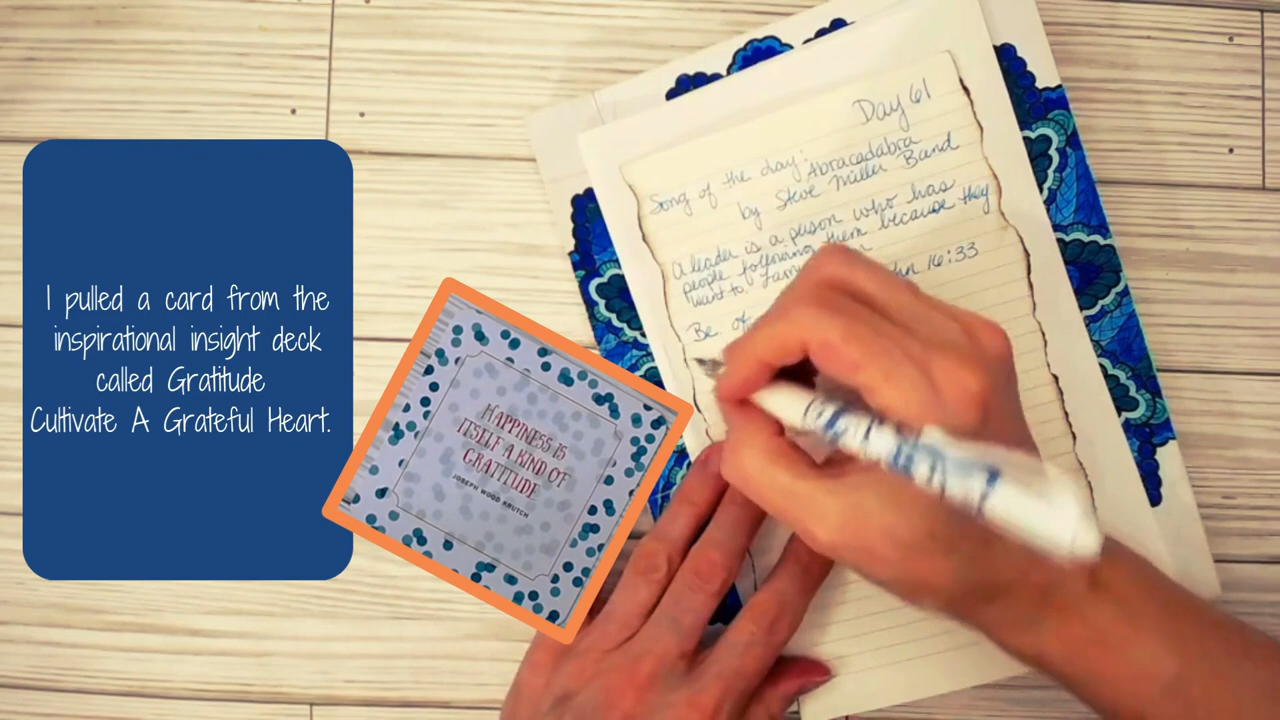 I pulled a card from the
inspirational insight deck
called Gratitude
Cultivate A Grateful Heart.
HAPPINESS IS
ITSELF A KIND OF
GRATITUDE
JOSEPH WOOD KRUTCH
Day 61
Song of the day: Abracadabra
by Steve Miller Band
A leader is a person who has
people following them because they
want to.
16:33
Be of